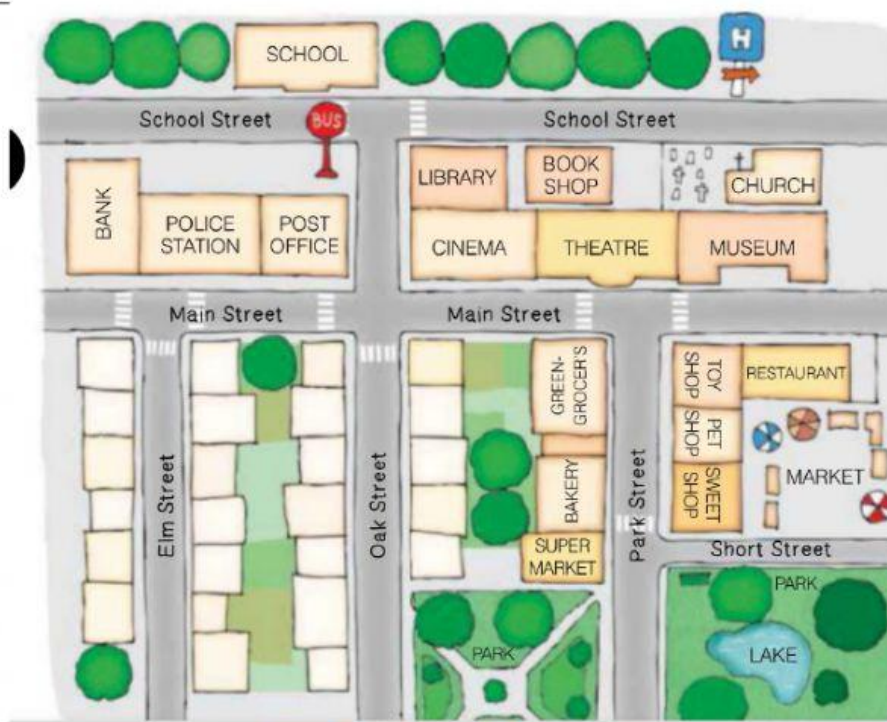 SCHOOL
H
School Street
BUS
School Street
BANK
POLICE
STATION
POST
OFFICE
LIBRARY
BOOK
SHOP
CHURCH
CINEMA
THEATRE
MUSEUM
Main Street
Main Street
GREEN-
GROCER'S
TOY
SHOP
RESTAURANT
PET
SHOP
MARKET
SWEET
SHOP
BAKERY
SUPER
MARKET
Elm Street
Oak Street
Park Street
Short Street
PARK
PARK
LAKE